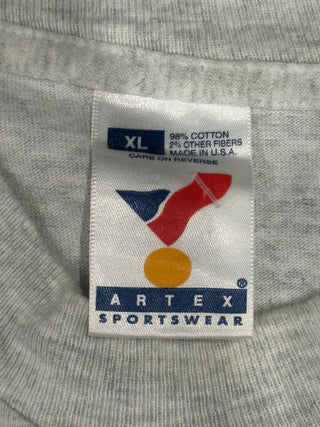 XL
98% COTTON
2% OTHER FIBERS
MADE IN U.S.A.
CARE ON REVERSE
®
ARTEX
SPORTSWEAR